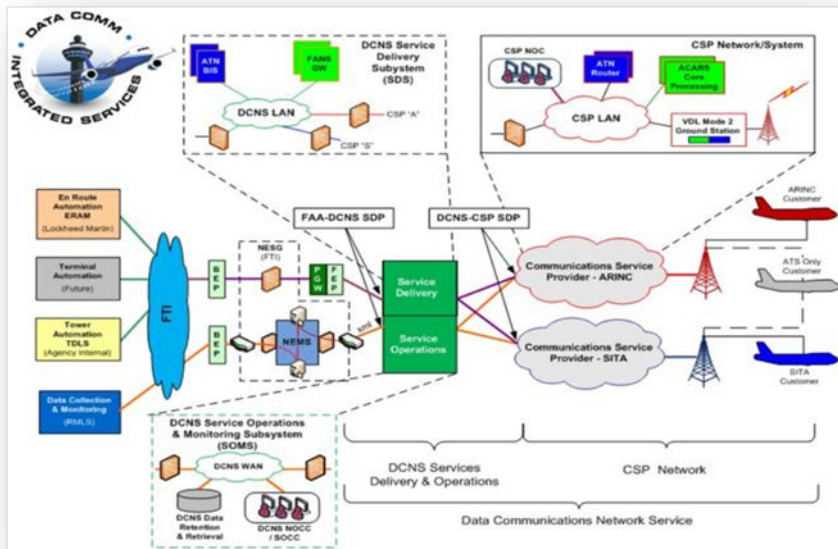 DATA COMM
INTEGRATED SERVICES
ATN
BIS
FANS
GW
DCNS LAN
CSP "A"
CSP "S"
DCNS Service
Delivery
Subystem
(SDS)
CSP Network/System
CSP NOC
ATN
Router
ACARS
Core
Processing
CSP LAN
VDL Mode 2
Ground Station
En Route
Automation
ERAM
(Lockheed Martin)
Terminal
Automation
(Future)
Tower
Automation
TDLS
(Agency Internal)
Data Collection
& Monitoring
(RMLS)
FTI
BEP
BEP
NESG
(FTI)
NEMS
PGW
FEP
xml
FAA-DCNS SDP
DCNS-CSP SDP
Service
Delivery
Service
Operations
Communications Service
Provider - ARINC
Communications Service
Provider - SITA
ARINC
Customer
ATS Only
Customer
SITA
Customer
DCNS Service Operations
& Monitoring Subsystem
(SOMS)
DCNS WAN
DCNS Data
Retention
& Retrieval
DCNS NOCC
/ SOCC
DCNS Services
Delivery & Operations
CSP Network
Data Communications Network Service